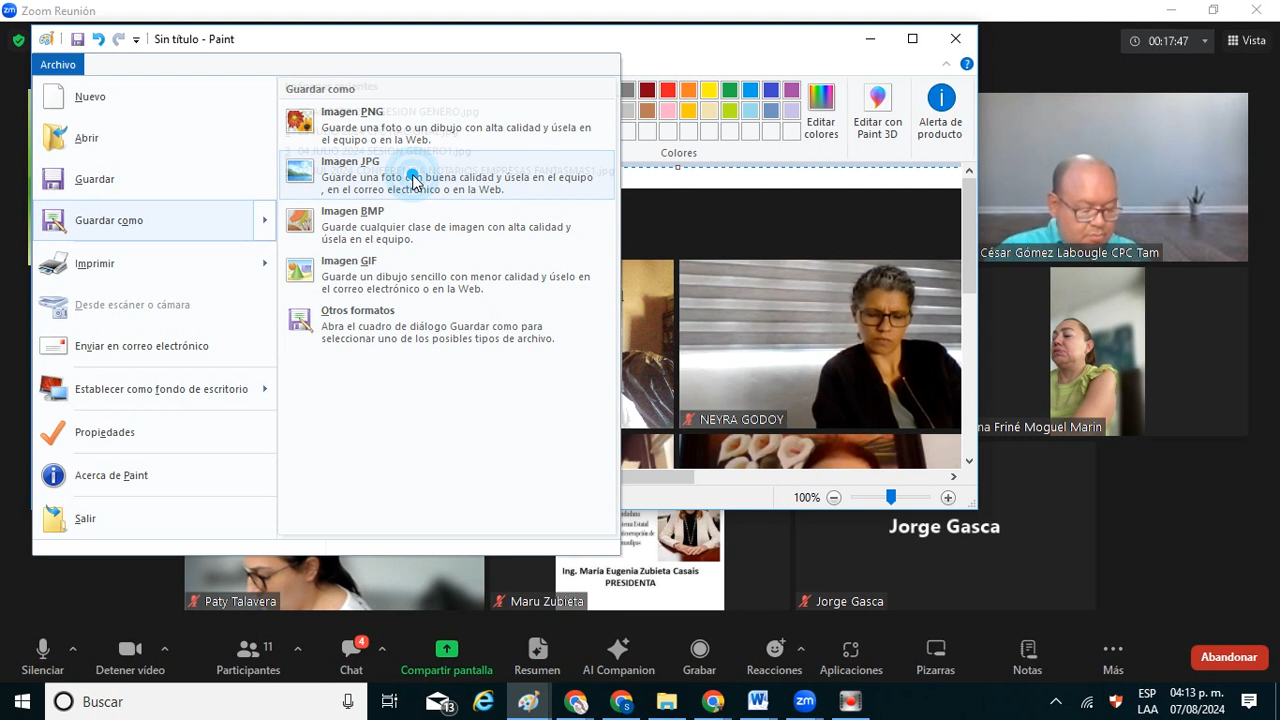 Zoom Reunión
Sin título - Paint
00:17:47
Vista
Archivo
Nuevo
Abrir
Guardar
Guardar como
Imprimir
Desde escáner o cámara
Enviar en correo electrónico
Establecer como fondo de escritorio
Propiedades
Acerca de Paint
Salir
Guardar como
Imagen PNG
Guarde una foto o un dibujo con alta calidad y úsela en
el equipo o en la Web.
Imagen JPG
Guarde una foto con buena calidad y úsela en el equipo
, en el correo electrónico o en la Web.
Imagen BMP
Guarde cualquier clase de imagen con alta calidad y
úsela en el equipo.
Imagen GIF
Guarde un dibujo sencillo con menor calidad y úselo en
el correo electrónico o en la Web.
Otros formatos
Abra el cuadro de diálogo Guardar como para
seleccionar uno de los posibles tipos de archivo.
Editar
colores
Editar con
Paint 3D
Alerta de
producto
Colores
NEYRA GODOY
100%
César Gómez Labougle CPC Tam
na Friné Moguel Marin
Jorge Gasca
Jorge Gasca
Paty Talavera
Ing. María Eugenia Zubieta Casais
PRESIDENTA
Maru Zubieta
Silenciar
Detener vídeo
Participantes
11
Chat
4
Compartir pantalla
Resumen
AI Companion
Grabar
Reacciones
Aplicaciones
Pizarras
Notas
Más
Abandonar
Buscar
13
ESP
LAA
04:13 p. m.
07/08/2024